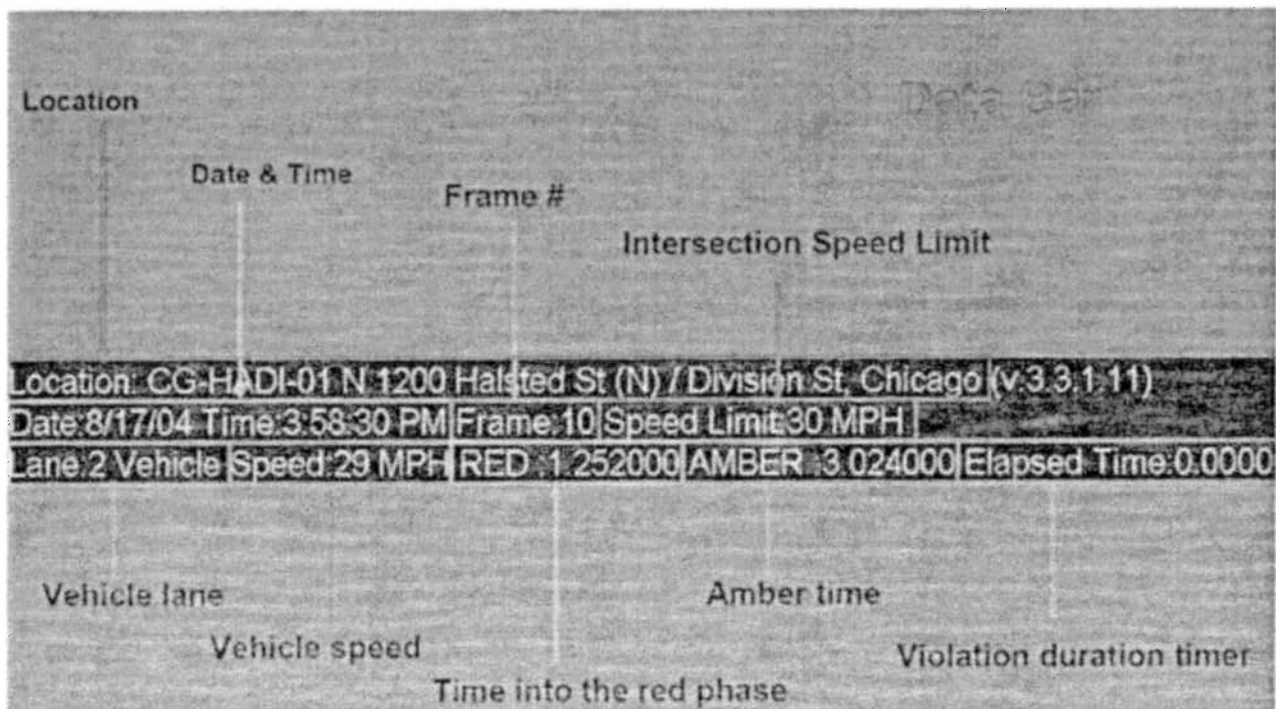 Data Bar
Location
Date & Time
Frame #
Intersection Speed Limit
Location: CG-HADI-01 N 1200 Halsted St (N) / Division St, Chicago (v:3.3.1.11)
Date:8/17/04 Time:3:58:30 PM Frame:10 Speed Limit:30 MPH
Lane:2 Vehicle Speed:29 MPH RED :1.252000 AMBER :3.024000 Elapsed Time:0.0000
Vehicle lane
Amber time
Vehicle speed
Violation duration timer
Time into the red phase